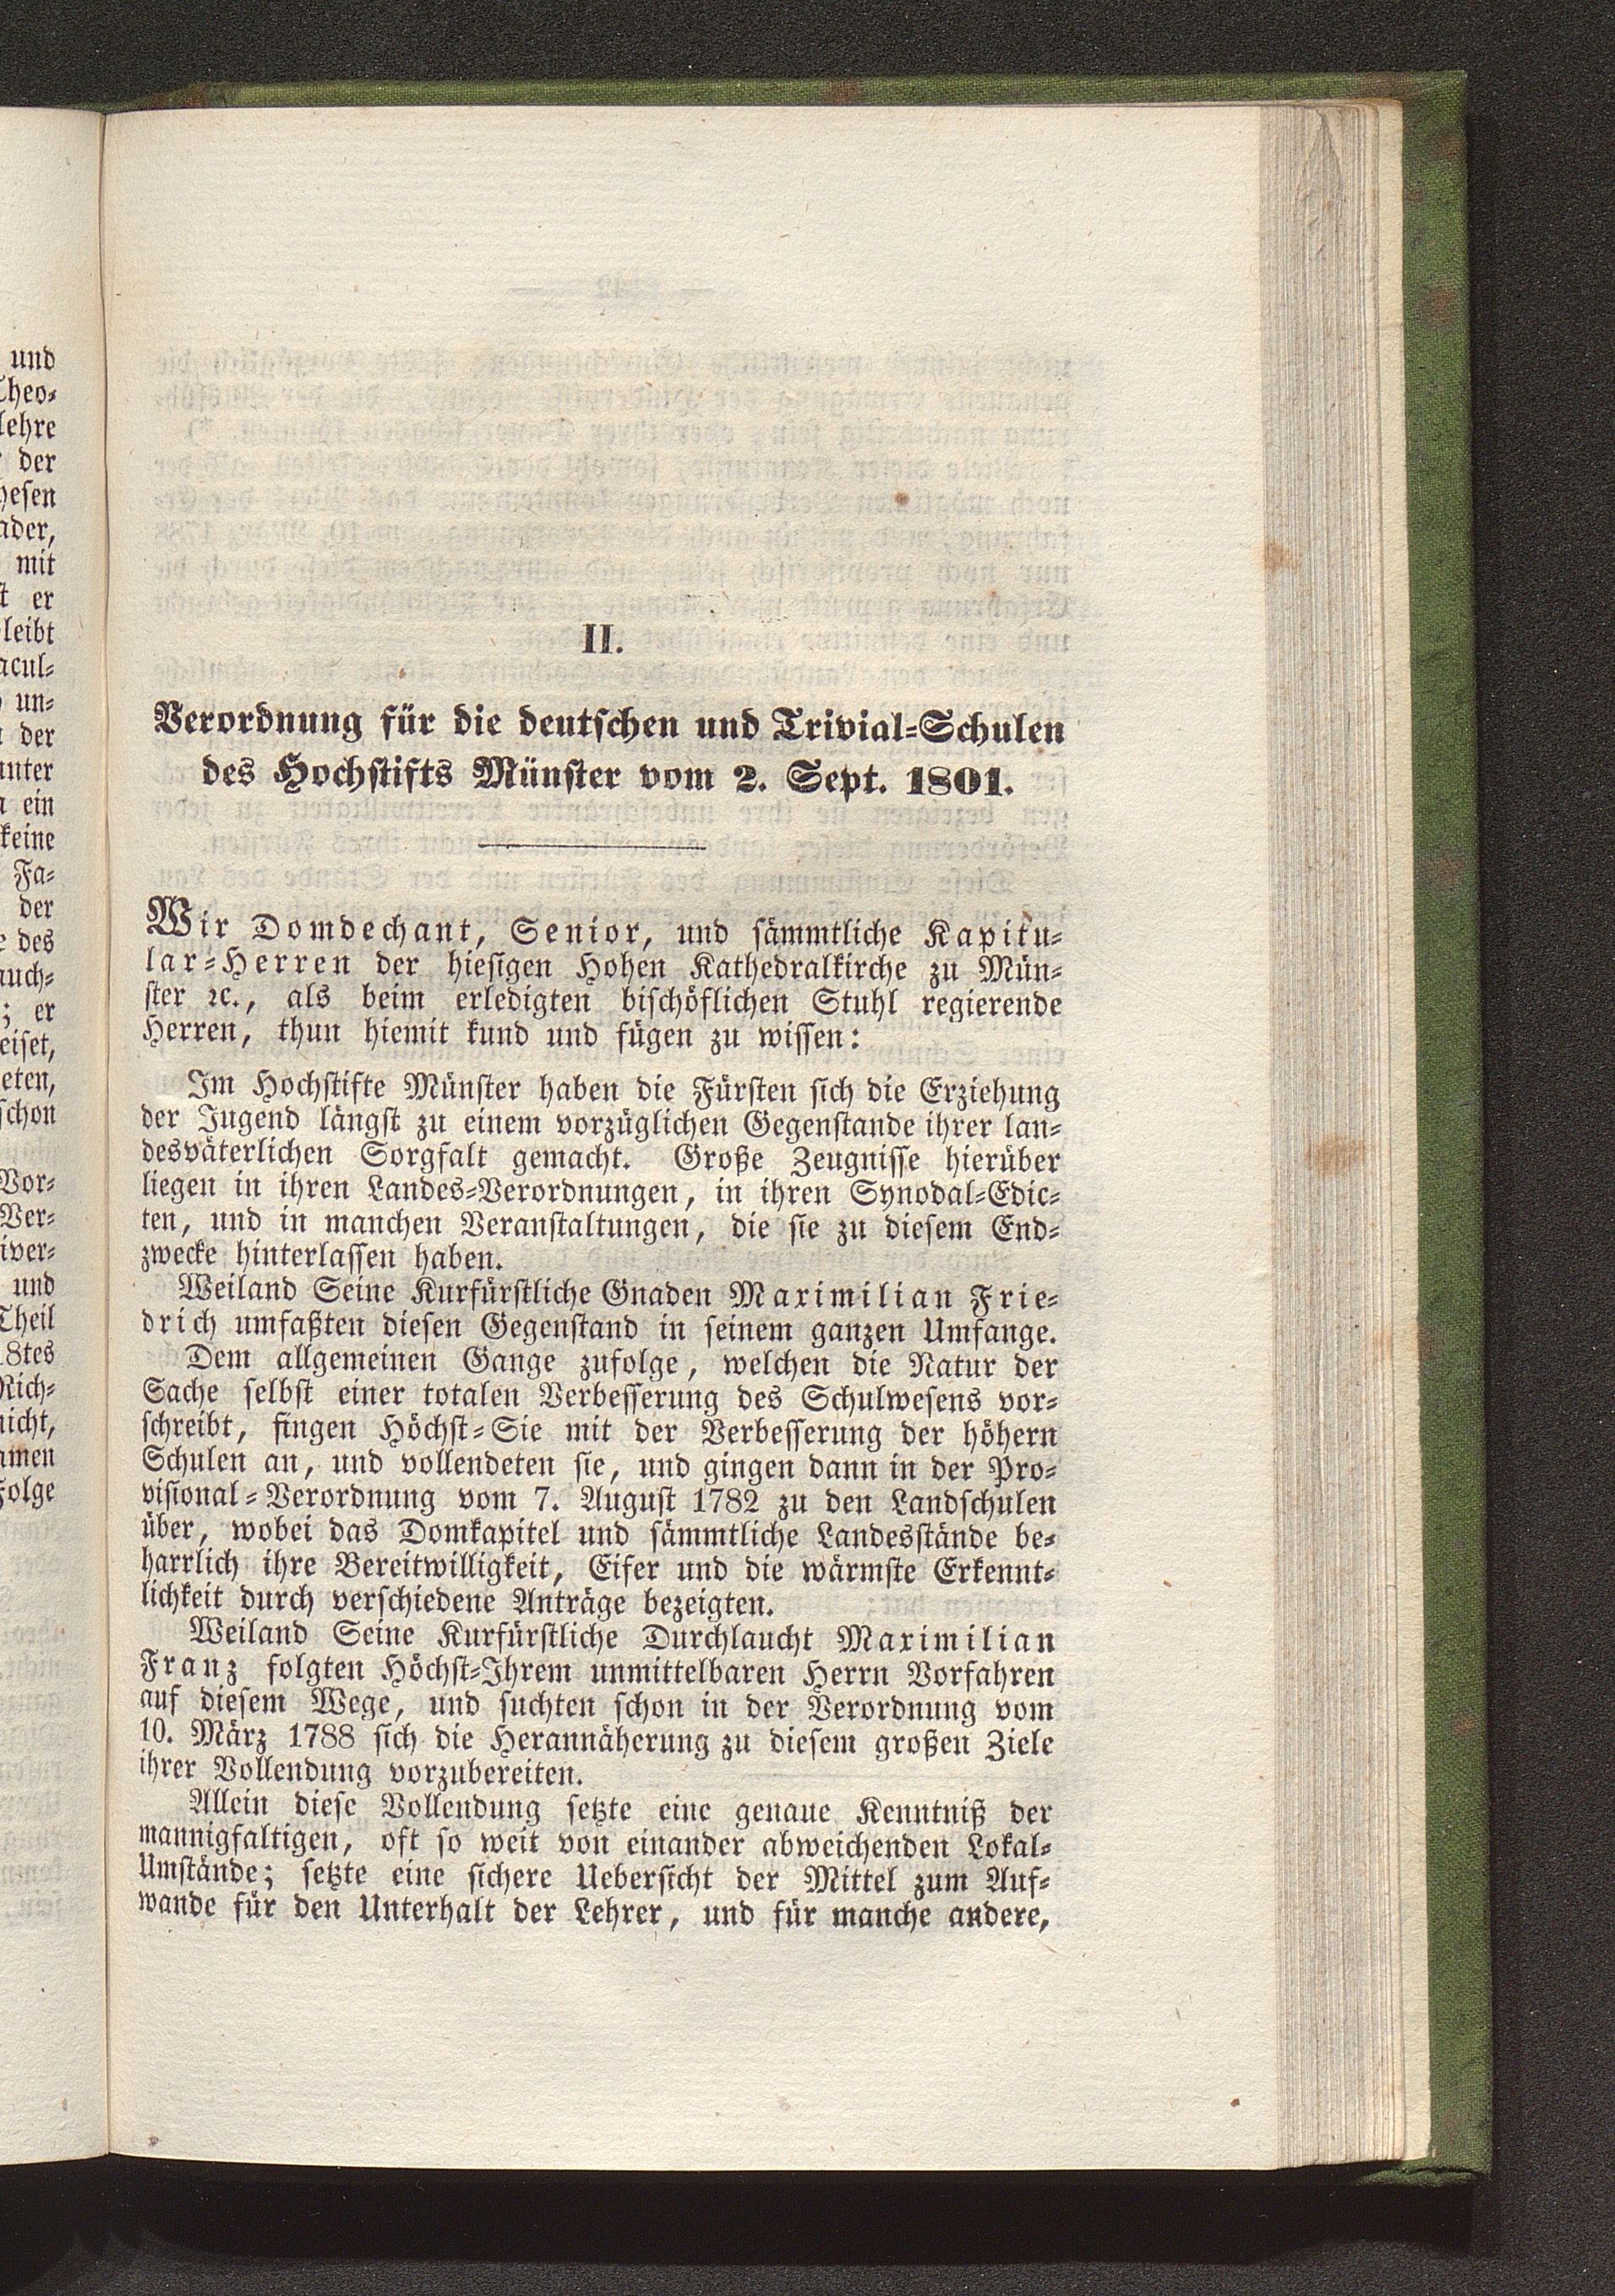 II.
Verordnung für die deutschen und Trivial=Schulen
des Hochstifts Münster vom 2. Sept. 1801.
Wir Domdechant, Senior, und sämmtliche Kapitu=
lar=Herren der hiesigen Hohen Kathedralkirche zu Mün=
ster ꝛc., als beim erledigten bischöflichen Stuhl regierende
Herren, thun hiemit kund und fügen zu wissen:
Im Hochstifte Münster haben die Fürsten sich die Erziehung
der Jugend längst zu einem vorzüglichen Gegenstande ihrer lan=
desväterlichen Sorgfalt gemacht. Große Zeugnisse hierüber
liegen in ihren Landes=Verordnungen, in ihren Synodal=Edic=
ten, und in manchen Veranstaltungen, die sie zu diesem End=
zwecke hinterlassen haben.
Weiland Seine Kurfürstliche Gnaden Maximilian Frie=
drich umfaßten diesen Gegenstand in seinem ganzen Umfange.
Dem allgemeinen Gange zufolge, welchen die Natur der
Sache selbst einer totalen Verbesserung des Schulwesens vor=
schreibt, fingen Höchst=Sie mit der Verbesserung der höhern
Schulen an, und vollendeten sie, und gingen dann in der Pro=
visional=Verordnung vom 7. August 1782 zu den Landschulen
über, wobei das Domkapitel und sämmtliche Landesstände be=
harrlich ihre Bereitwilligkeit, Eifer und die wärmste Erkennt=
lichkeit durch verschiedene Anträge bezeigten.
Weiland Seine Kurfürstliche Durchlaucht Maximilian
Franz folgten Höchst=Ihrem unmittelbaren Herrn Vorfahren
auf diesem Wege, und suchten schon in der Verordnung vom
10. März 1788 sich die Herannäherung zu diesem großen Ziele
ihrer Vollendung vorzubereiten.
Allein diese Vollendung setzte eine genaue Kenntniß der
mannigfaltigen, oft so weit von einander abweichenden Lokal=
Umstände; setzte eine sichere Uebersicht der Mittel zum Auf=
wande für den Unterhalt der Lehrer, und für manche andere,